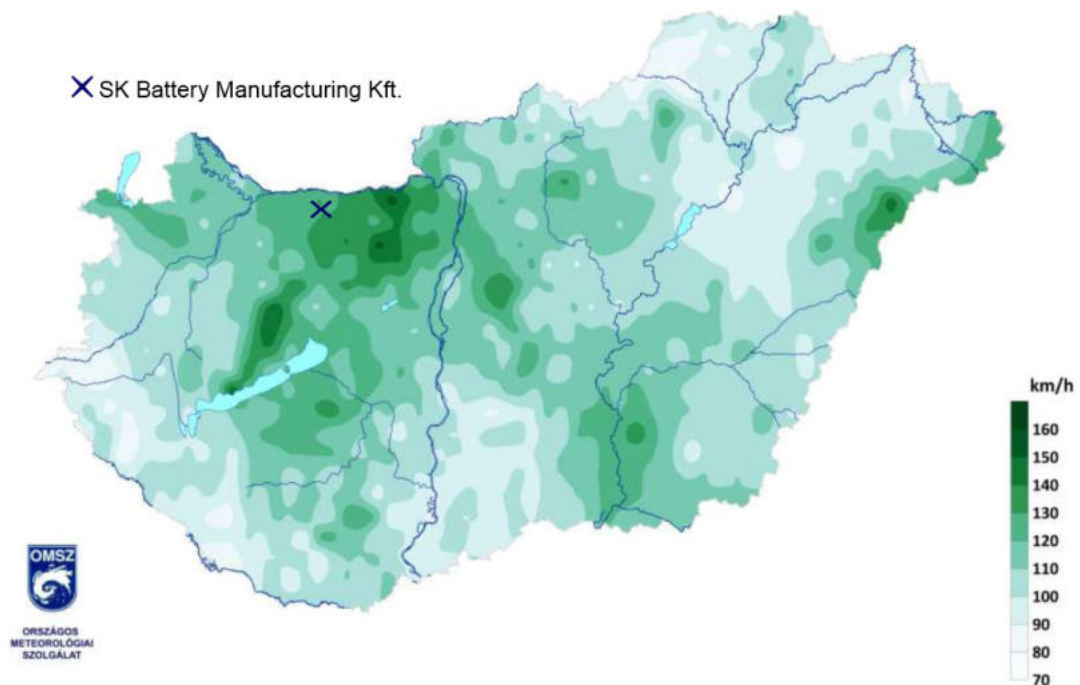 SK Battery Manufacturing Kft.
km/h
160
150
140
130
120
110
100
90
80
70
OMSZ
ORSZÁGOS
METEOROLÓGIAI
SZOLGÁLAT